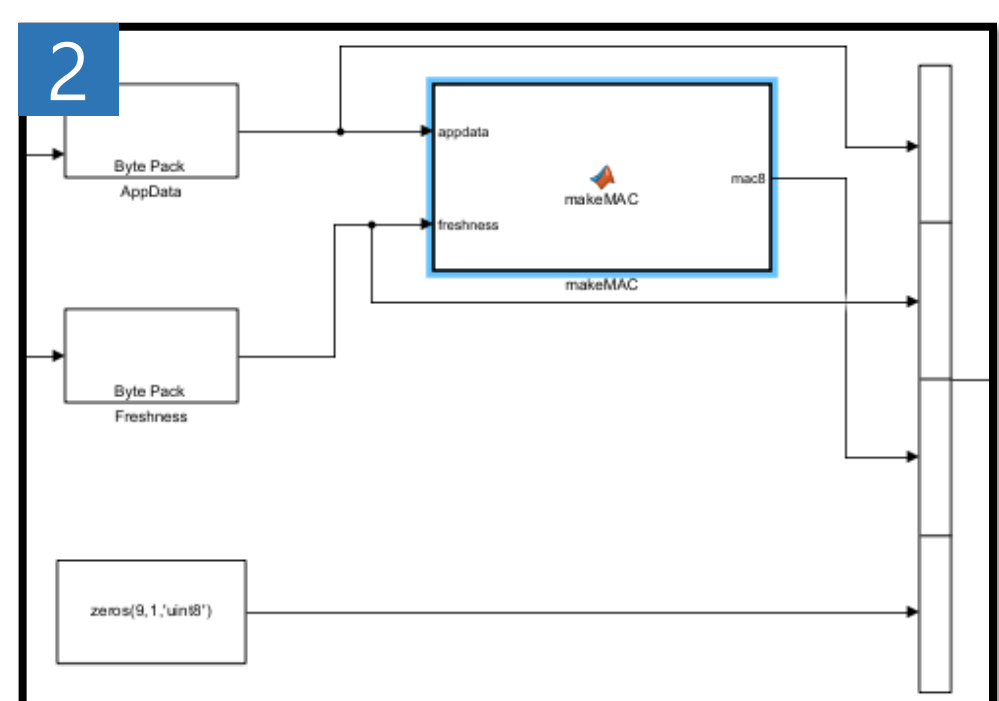 2
Byte Pack
AppData
appdata
freshness
makeMAC
mac8
makeMAC
Byte Pack
Freshness
zeros(9,1,'uint8')